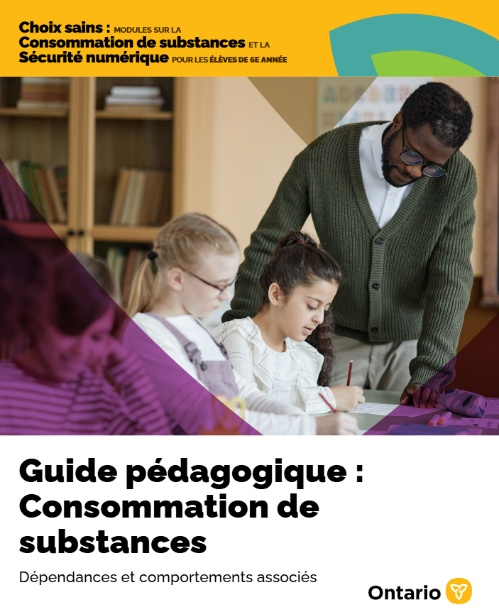 Choix sains : MODULES SUR LA
Consommation de substances ET LA
Sécurité numérique POUR LES ÉLÈVES DE 6E ANNÉE
Guide pédagogique :
Consommation de
substances
Dépendances et comportements associés
Ontario